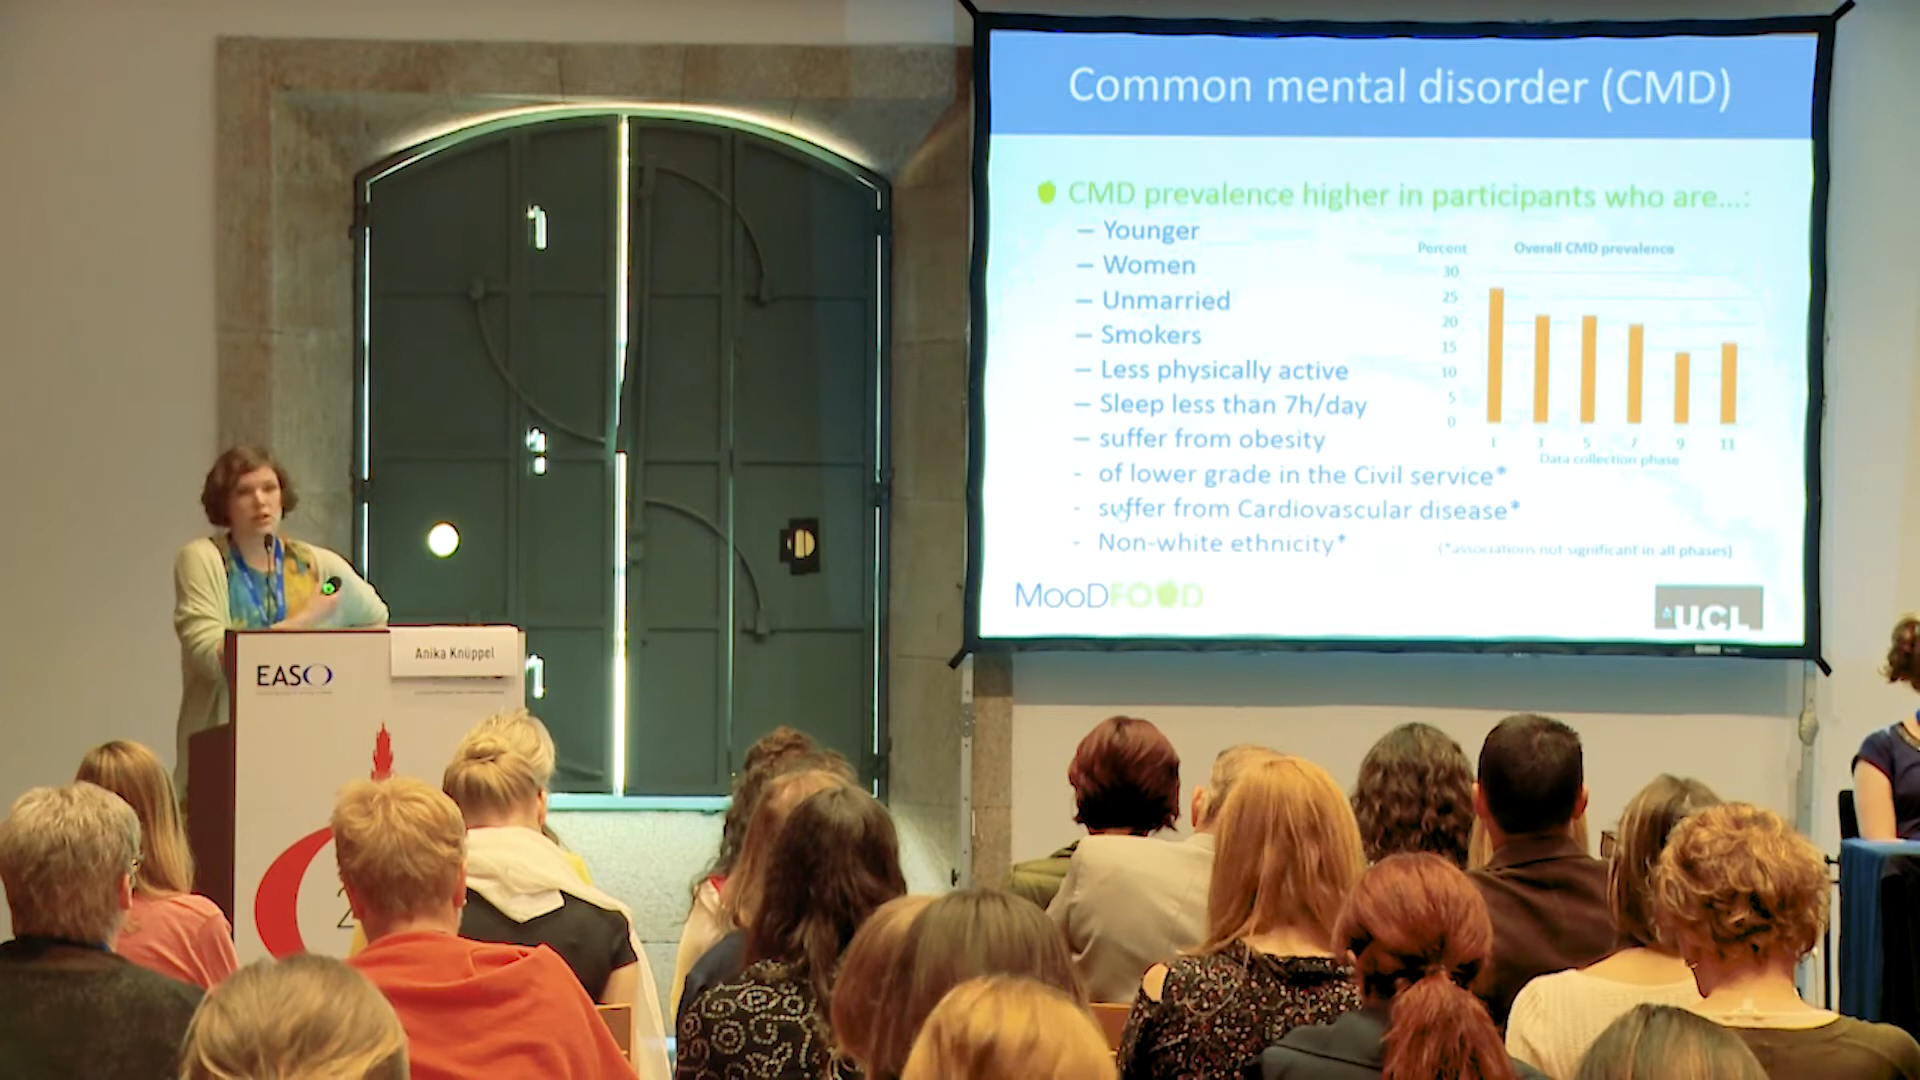 Common mental disorder (CMD)
CMD prevalence higher in participants who are...:
– Younger
– Women
– Unmarried
– Smokers
– Less physically active
– Sleep less than 7h/day
– suffer from obesity
- of lower grade in the Civil service*
- suffer from Cardiovascular disease*
- Non-white ethnicity*
(*associations not significant in all phases)
Percent
Overall CMD prevalence
30
25
20
15
10
5
0
1 3 5 7 9 11
Data collection phase
MooDFOOD
UCL
Anika Knüppel
EASO
2